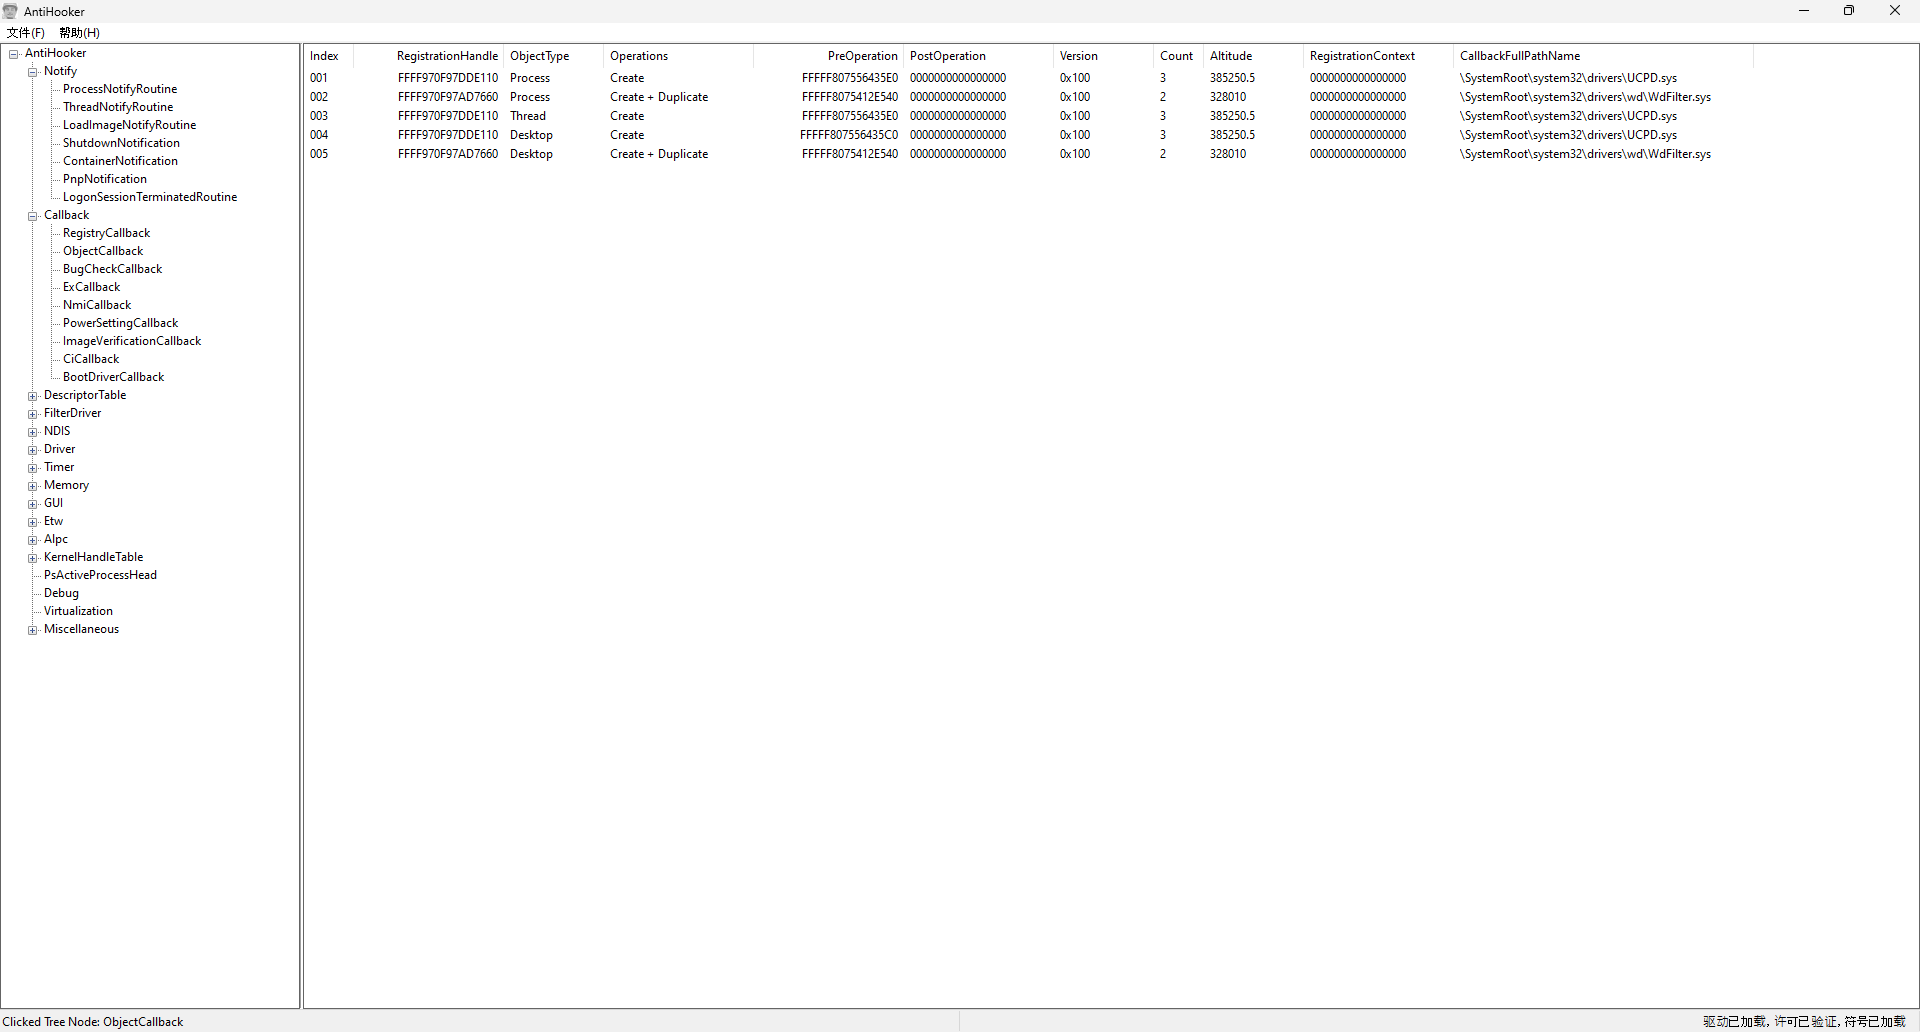 AntiHooker
文件(F) 帮助(H)
AntiHooker
Notify
ProcessNotifyRoutine
ThreadNotifyRoutine
LoadImageNotifyRoutine
ShutdownNotification
ContainerNotification
PnpNotification
LogonSessionTerminatedRoutine
Callback
RegistryCallback
ObjectCallback
BugCheckCallback
ExCallback
NmiCallback
PowerSettingCallback
ImageVerificationCallback
CiCallback
BootDriverCallback
DescriptorTable
FilterDriver
NDIS
Driver
Timer
Memory
GUI
Etw
Alpc
KernelHandleTable
PsActiveProcessHead
Debug
Virtualization
Miscellaneous
Index RegistrationHandle ObjectType Operations PreOperation PostOperation Version Count Altitude RegistrationContext CallbackFullPathName
001 FFFF970F97DDE110 Process Create FFFFF807556435E0 0000000000000000 0x100 3 385250.5 0000000000000000 \SystemRoot\system32\drivers\UCPD.sys
002 FFFF970F97AD7660 Process Create + Duplicate FFFFF8075412E540 0000000000000000 0x100 2 328010 0000000000000000 \SystemRoot\system32\drivers\wd\WdFilter.sys
003 FFFF970F97DDE110 Thread Create FFFFF807556435E0 0000000000000000 0x100 3 385250.5 0000000000000000 \SystemRoot\system32\drivers\UCPD.sys
004 FFFF970F97DDE110 Desktop Create FFFFF807556435C0 0000000000000000 0x100 3 385250.5 0000000000000000 \SystemRoot\system32\drivers\UCPD.sys
005 FFFF970F97AD7660 Desktop Create + Duplicate FFFFF8075412E540 0000000000000000 0x100 2 328010 0000000000000000 \SystemRoot\system32\drivers\wd\WdFilter.sys
Clicked Tree Node: ObjectCallback
驱动已加载, 许可已验证, 符号已加载